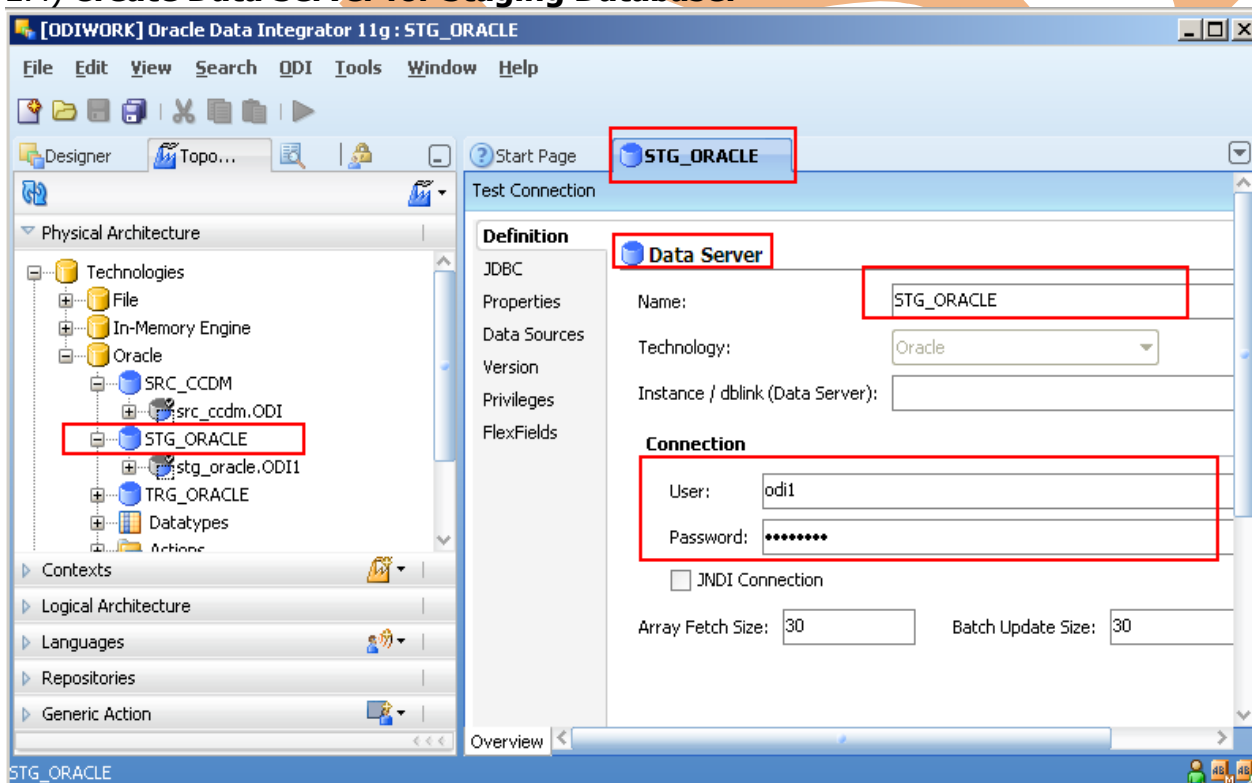 Create Data Server for Staging Database:
[ODIWORK] Oracle Data Integrator 11g : STG_ORACLE
File Edit View Search ODI Tools Window Help
Designer Topo... Start Page STG_ORACLE
Test Connection
Physical Architecture
Technologies
File
In-Memory Engine
Oracle
SRC_CCDM
src_ccdm.ODI
STG_ORACLE
stg_oracle.ODI1
TRG_ORACLE
Datatypes
Actions
Contexts
Logical Architecture
Languages
Repositories
Generic Action
<<<
STG_ORACLE
Definition
JDBC
Properties
Data Sources
Version
Privileges
FlexFields
Data Server
Name: STG_ORACLE
Technology: Oracle
Instance / dblink (Data Server):
Connection
User: odi1
Password: ••••••••
JNDI Connection
Array Fetch Size: 30 Batch Update Size: 30
Overview